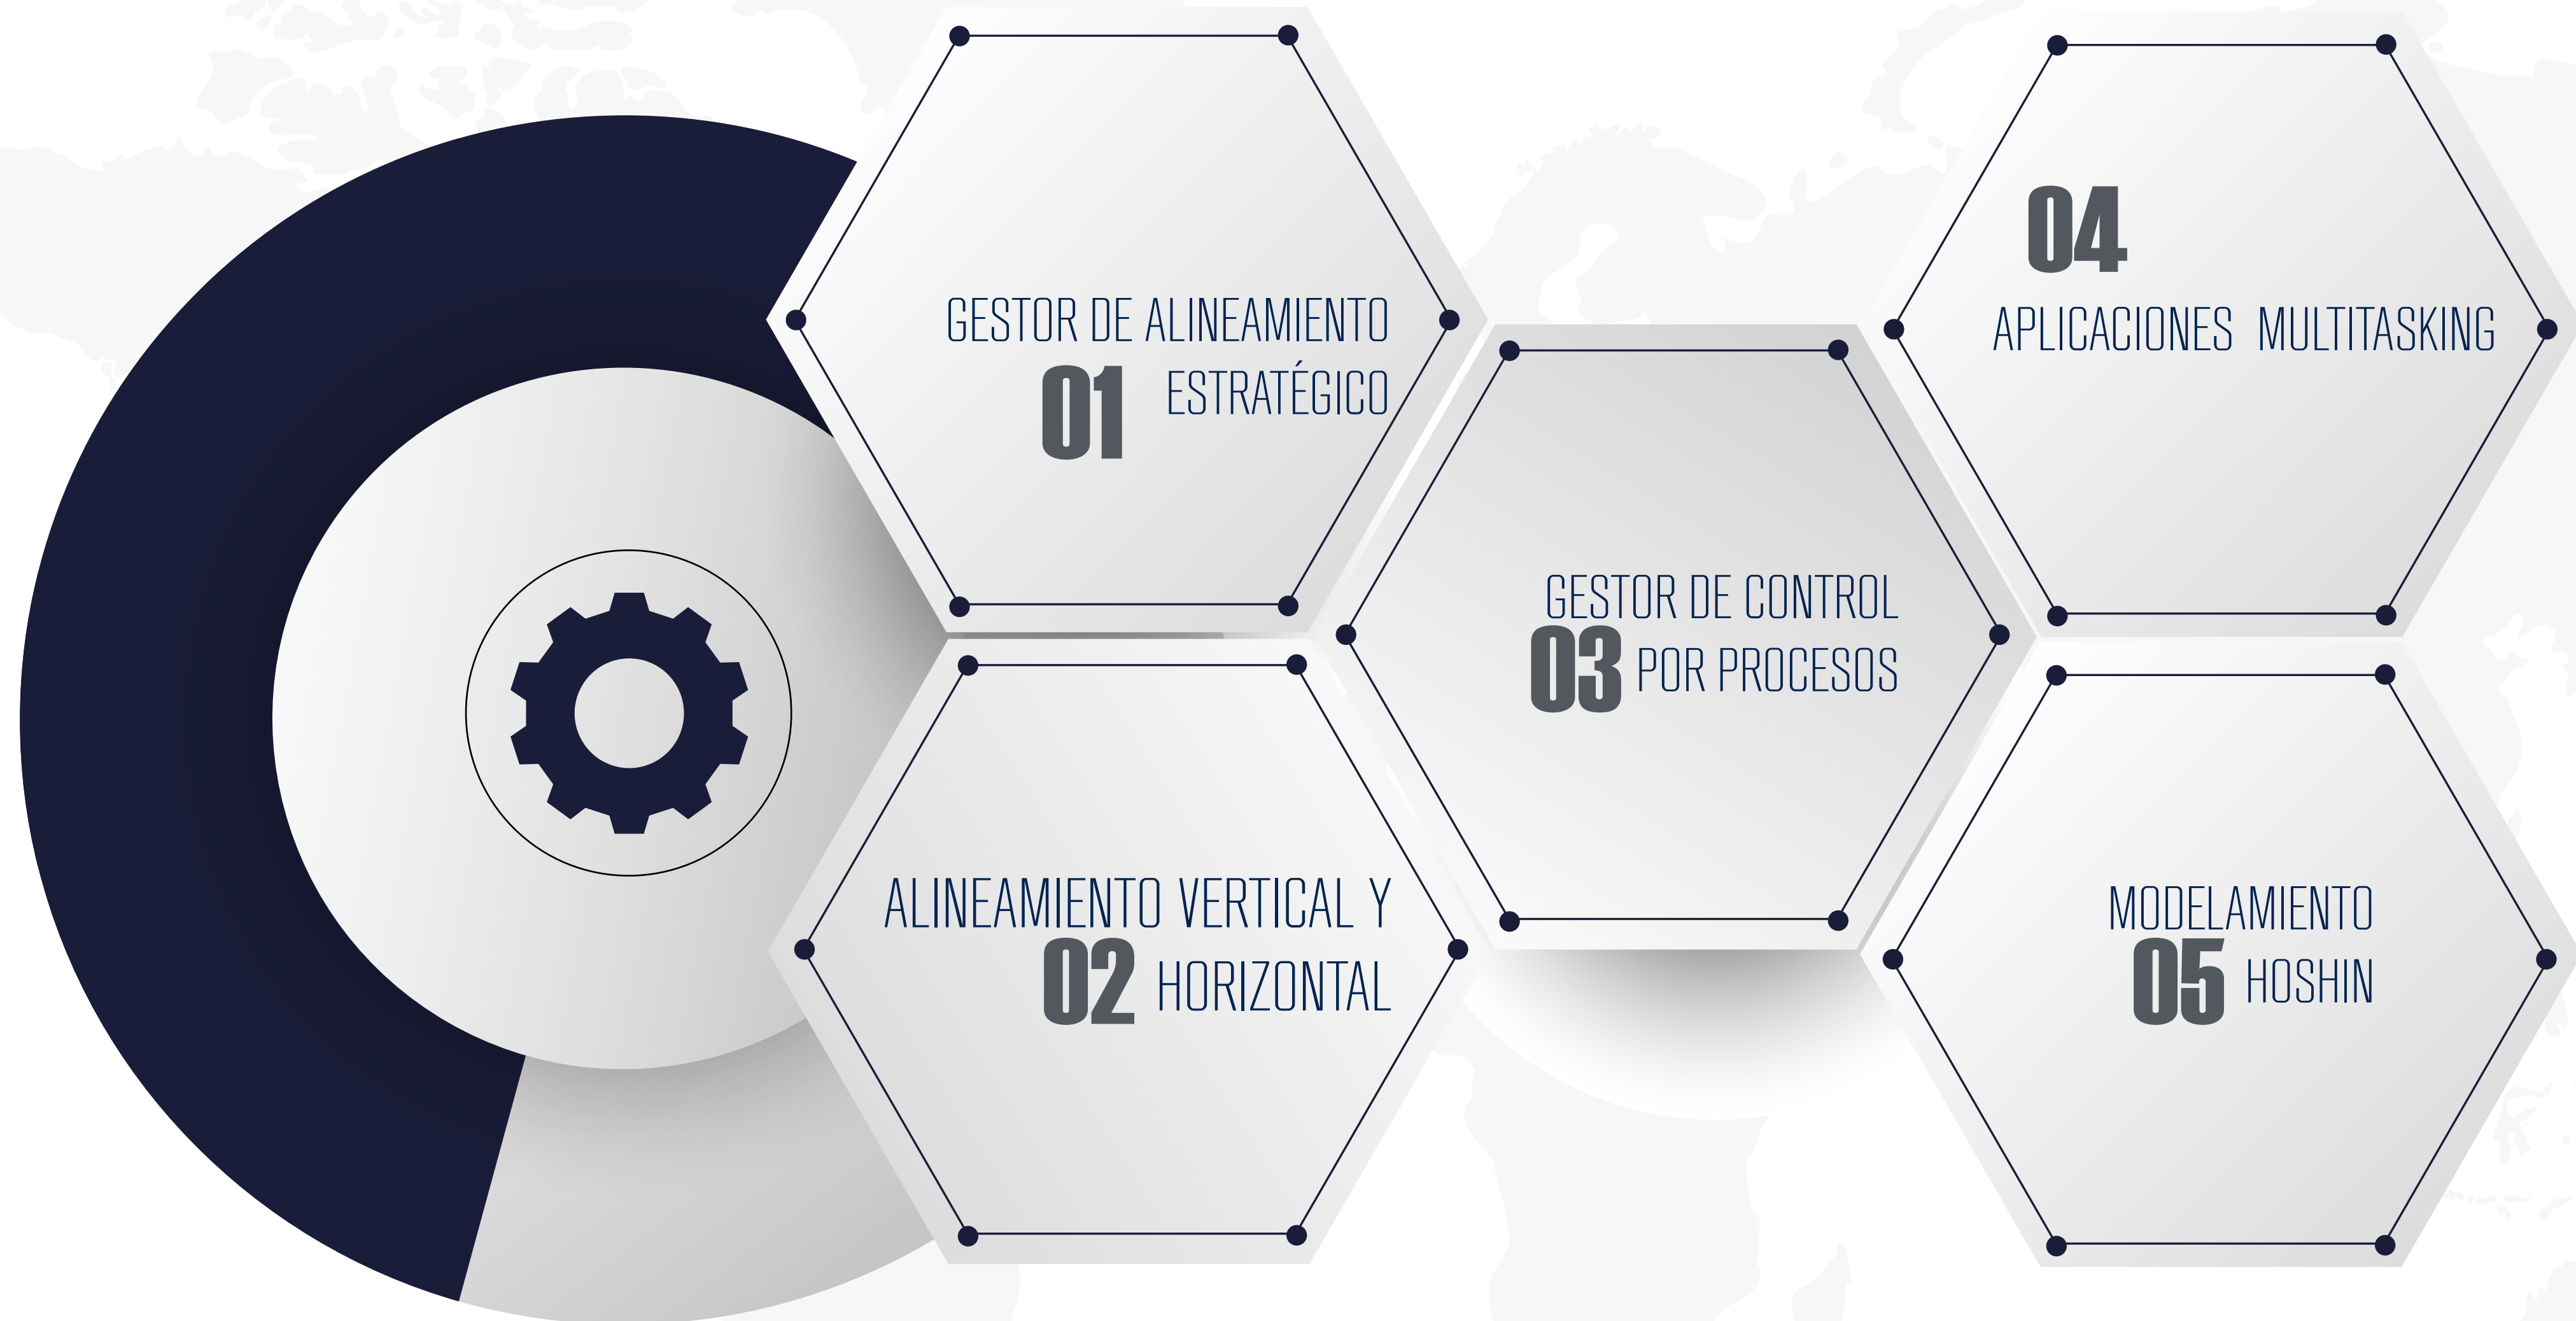 GESTOR DE ALINEAMIENTO
01 ESTRATÉGICO
ALINEAMIENTO VERTICAL Y
02 HORIZONTAL
GESTOR DE CONTROL
03 POR PROCESOS
04
APLICACIONES MULTITASKING
MODELAMIENTO
05 HOSHIN